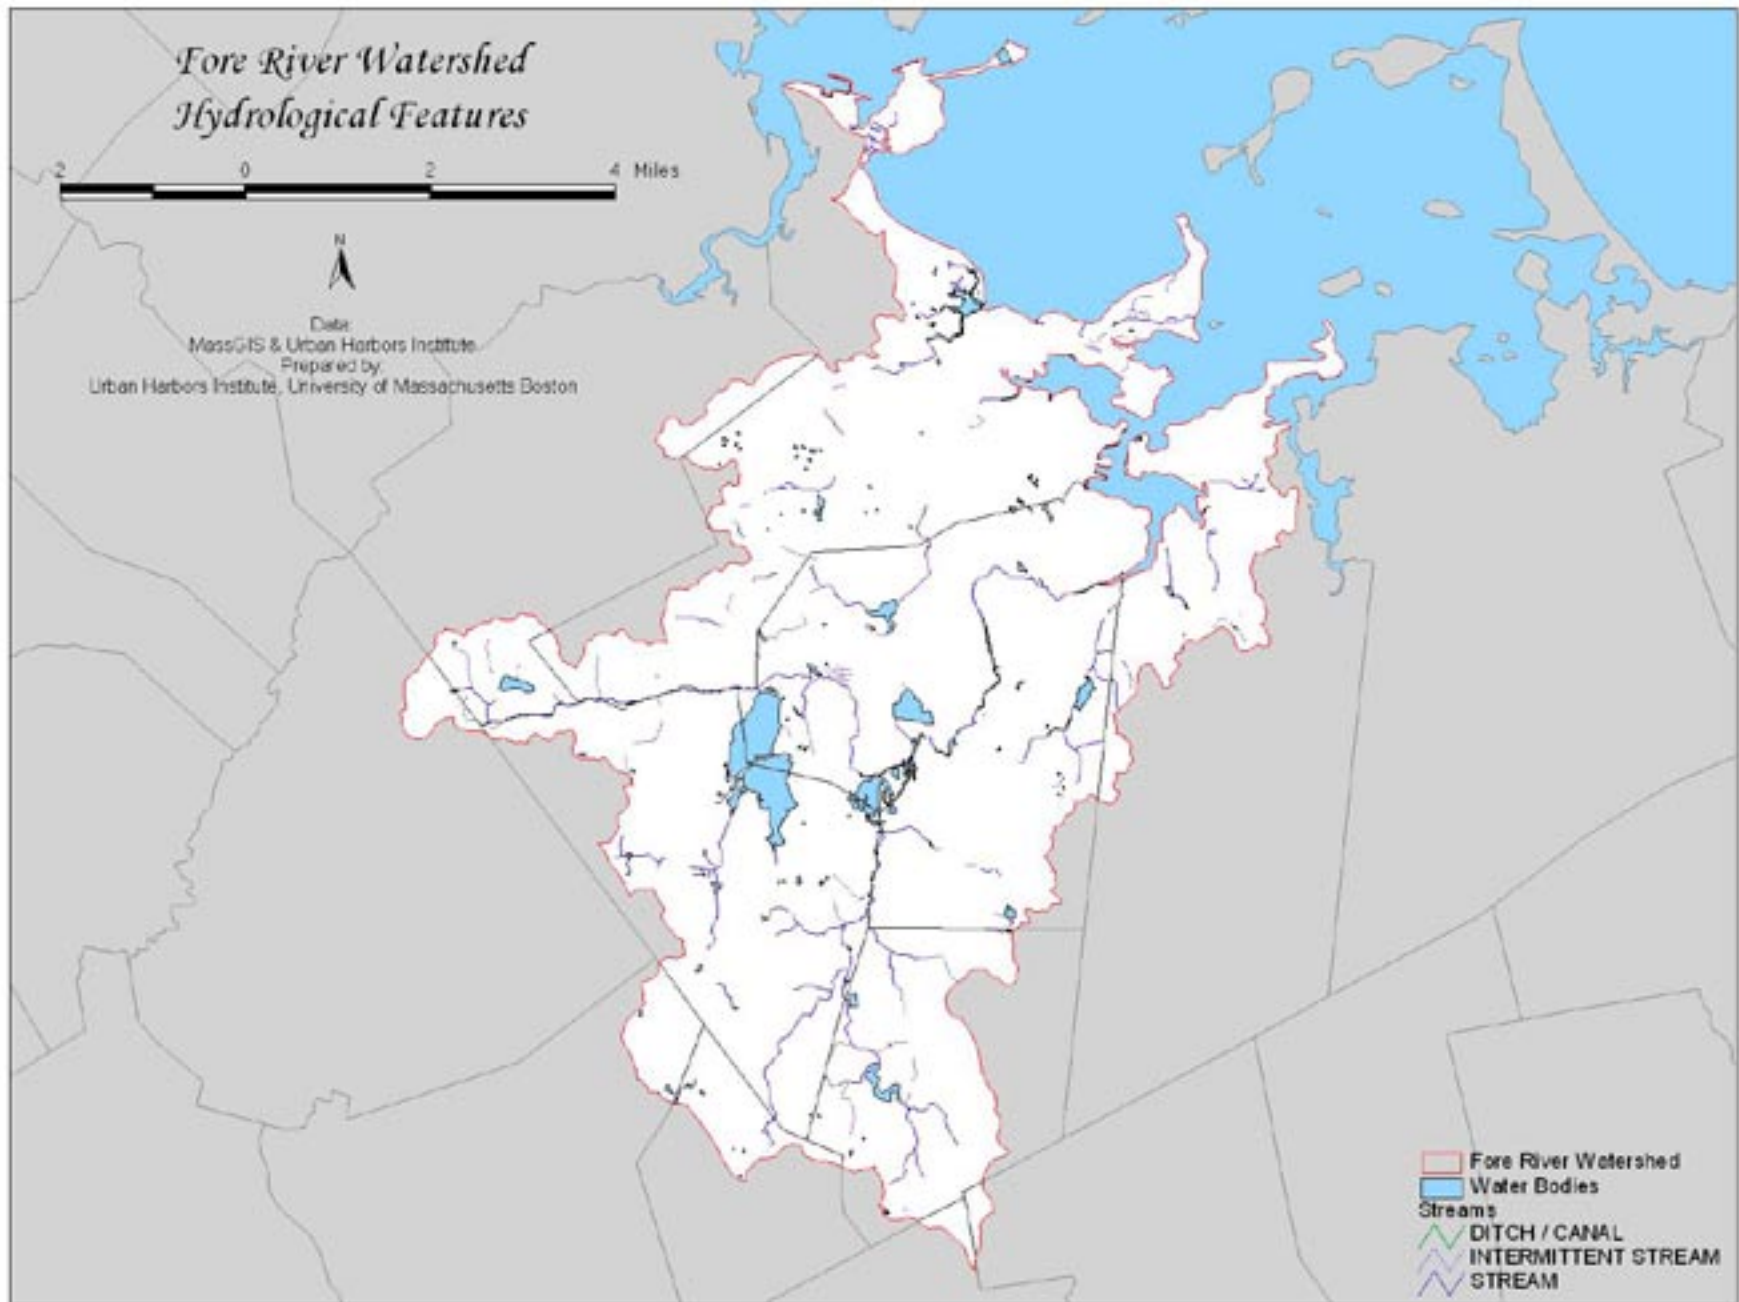 Fore River Watershed
Hydrological Features
2 0 2 4 Miles
N
Data:
MassGIS & Urban Harbors Institute
Prepared by:
Urban Harbors Institute, University of Massachusetts Boston
Fore River Watershed
Water Bodies
Streams
DITCH / CANAL
INTERMITTENT STREAM
STREAM